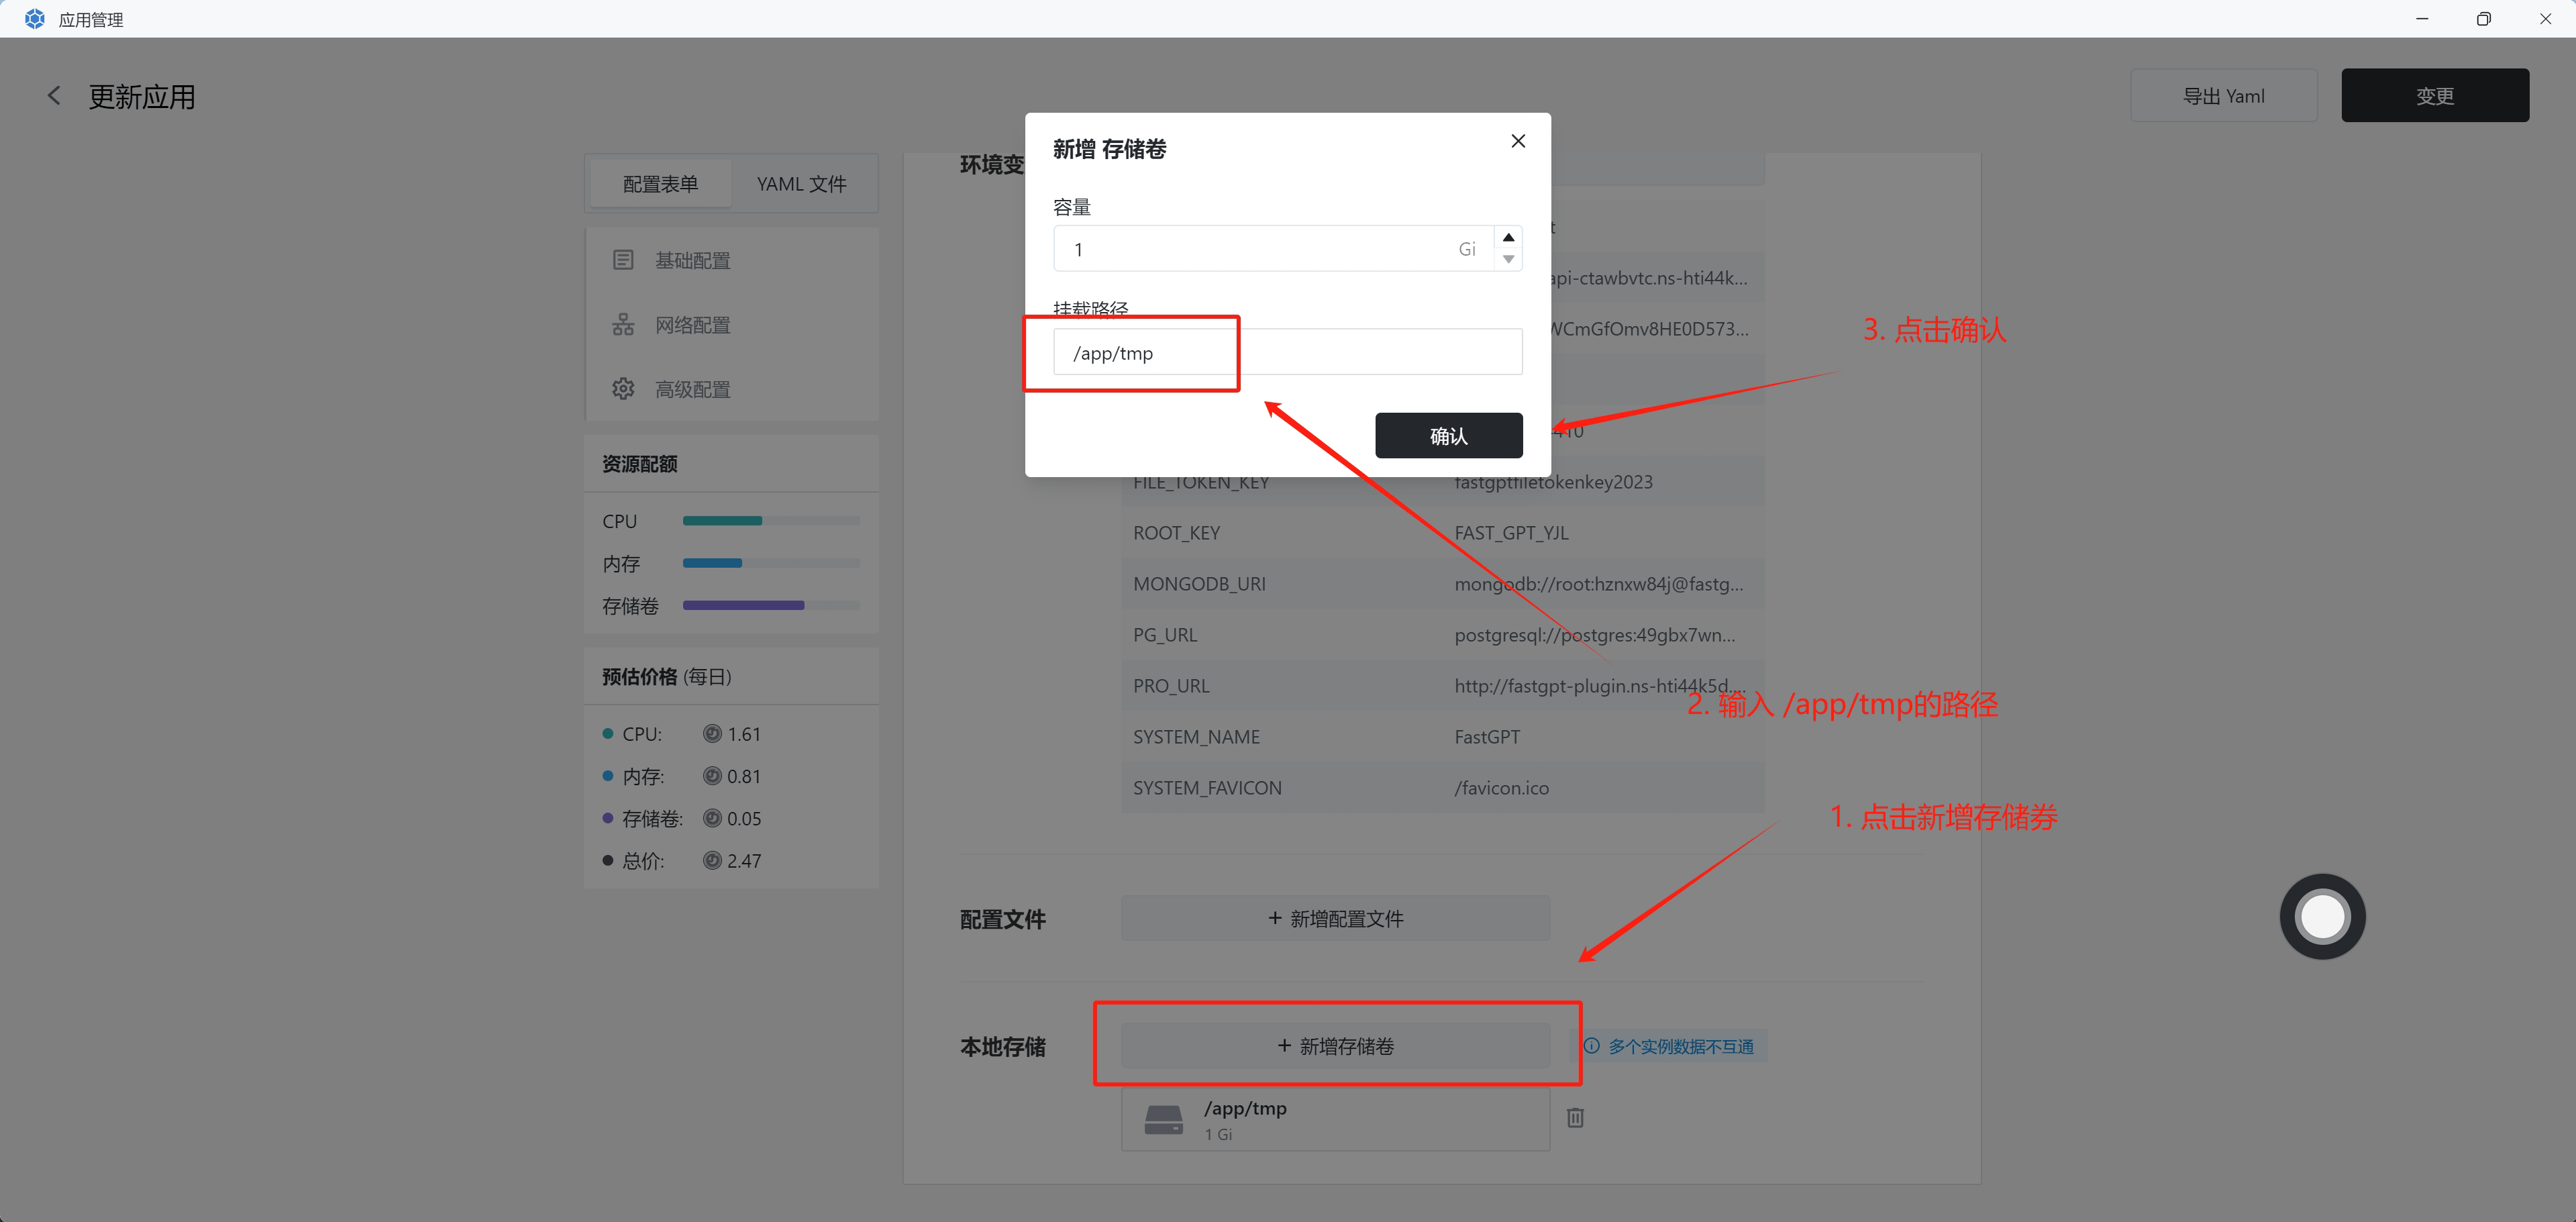 应用管理
更新应用
导出 Yaml
变更
配置表单
YAML 文件
基础配置
网络配置
高级配置
资源配额
CPU
内存
存储卷
预估价格 (每日)
CPU: 1.61
内存: 0.81
存储卷: 0.05
总价: 2.47
环境变
新增 存储卷
容量
1 Gi
挂载路径
/app/tmp
确认
t
api-ctawbvtc.ns-hti44k...
WCmGfOmv8HE0D573...
3. 点击确认
FILE_TOKEN_KEY fastgptfiletokenkey2023
ROOT_KEY FAST_GPT_YJL
MONGODB_URI mongodb://root:hznxw84j@fastg...
PG_URL postgresql://postgres:49gbx7wn...
PRO_URL http://fastgpt-plugin.ns-hti44k5d...
2. 输入 /app/tmp的路径
SYSTEM_NAME FastGPT
SYSTEM_FAVICON /favicon.ico
1. 点击新增存储券
配置文件
+ 新增配置文件
本地存储
+ 新增存储卷
多个实例数据不互通
/app/tmp
1 Gi